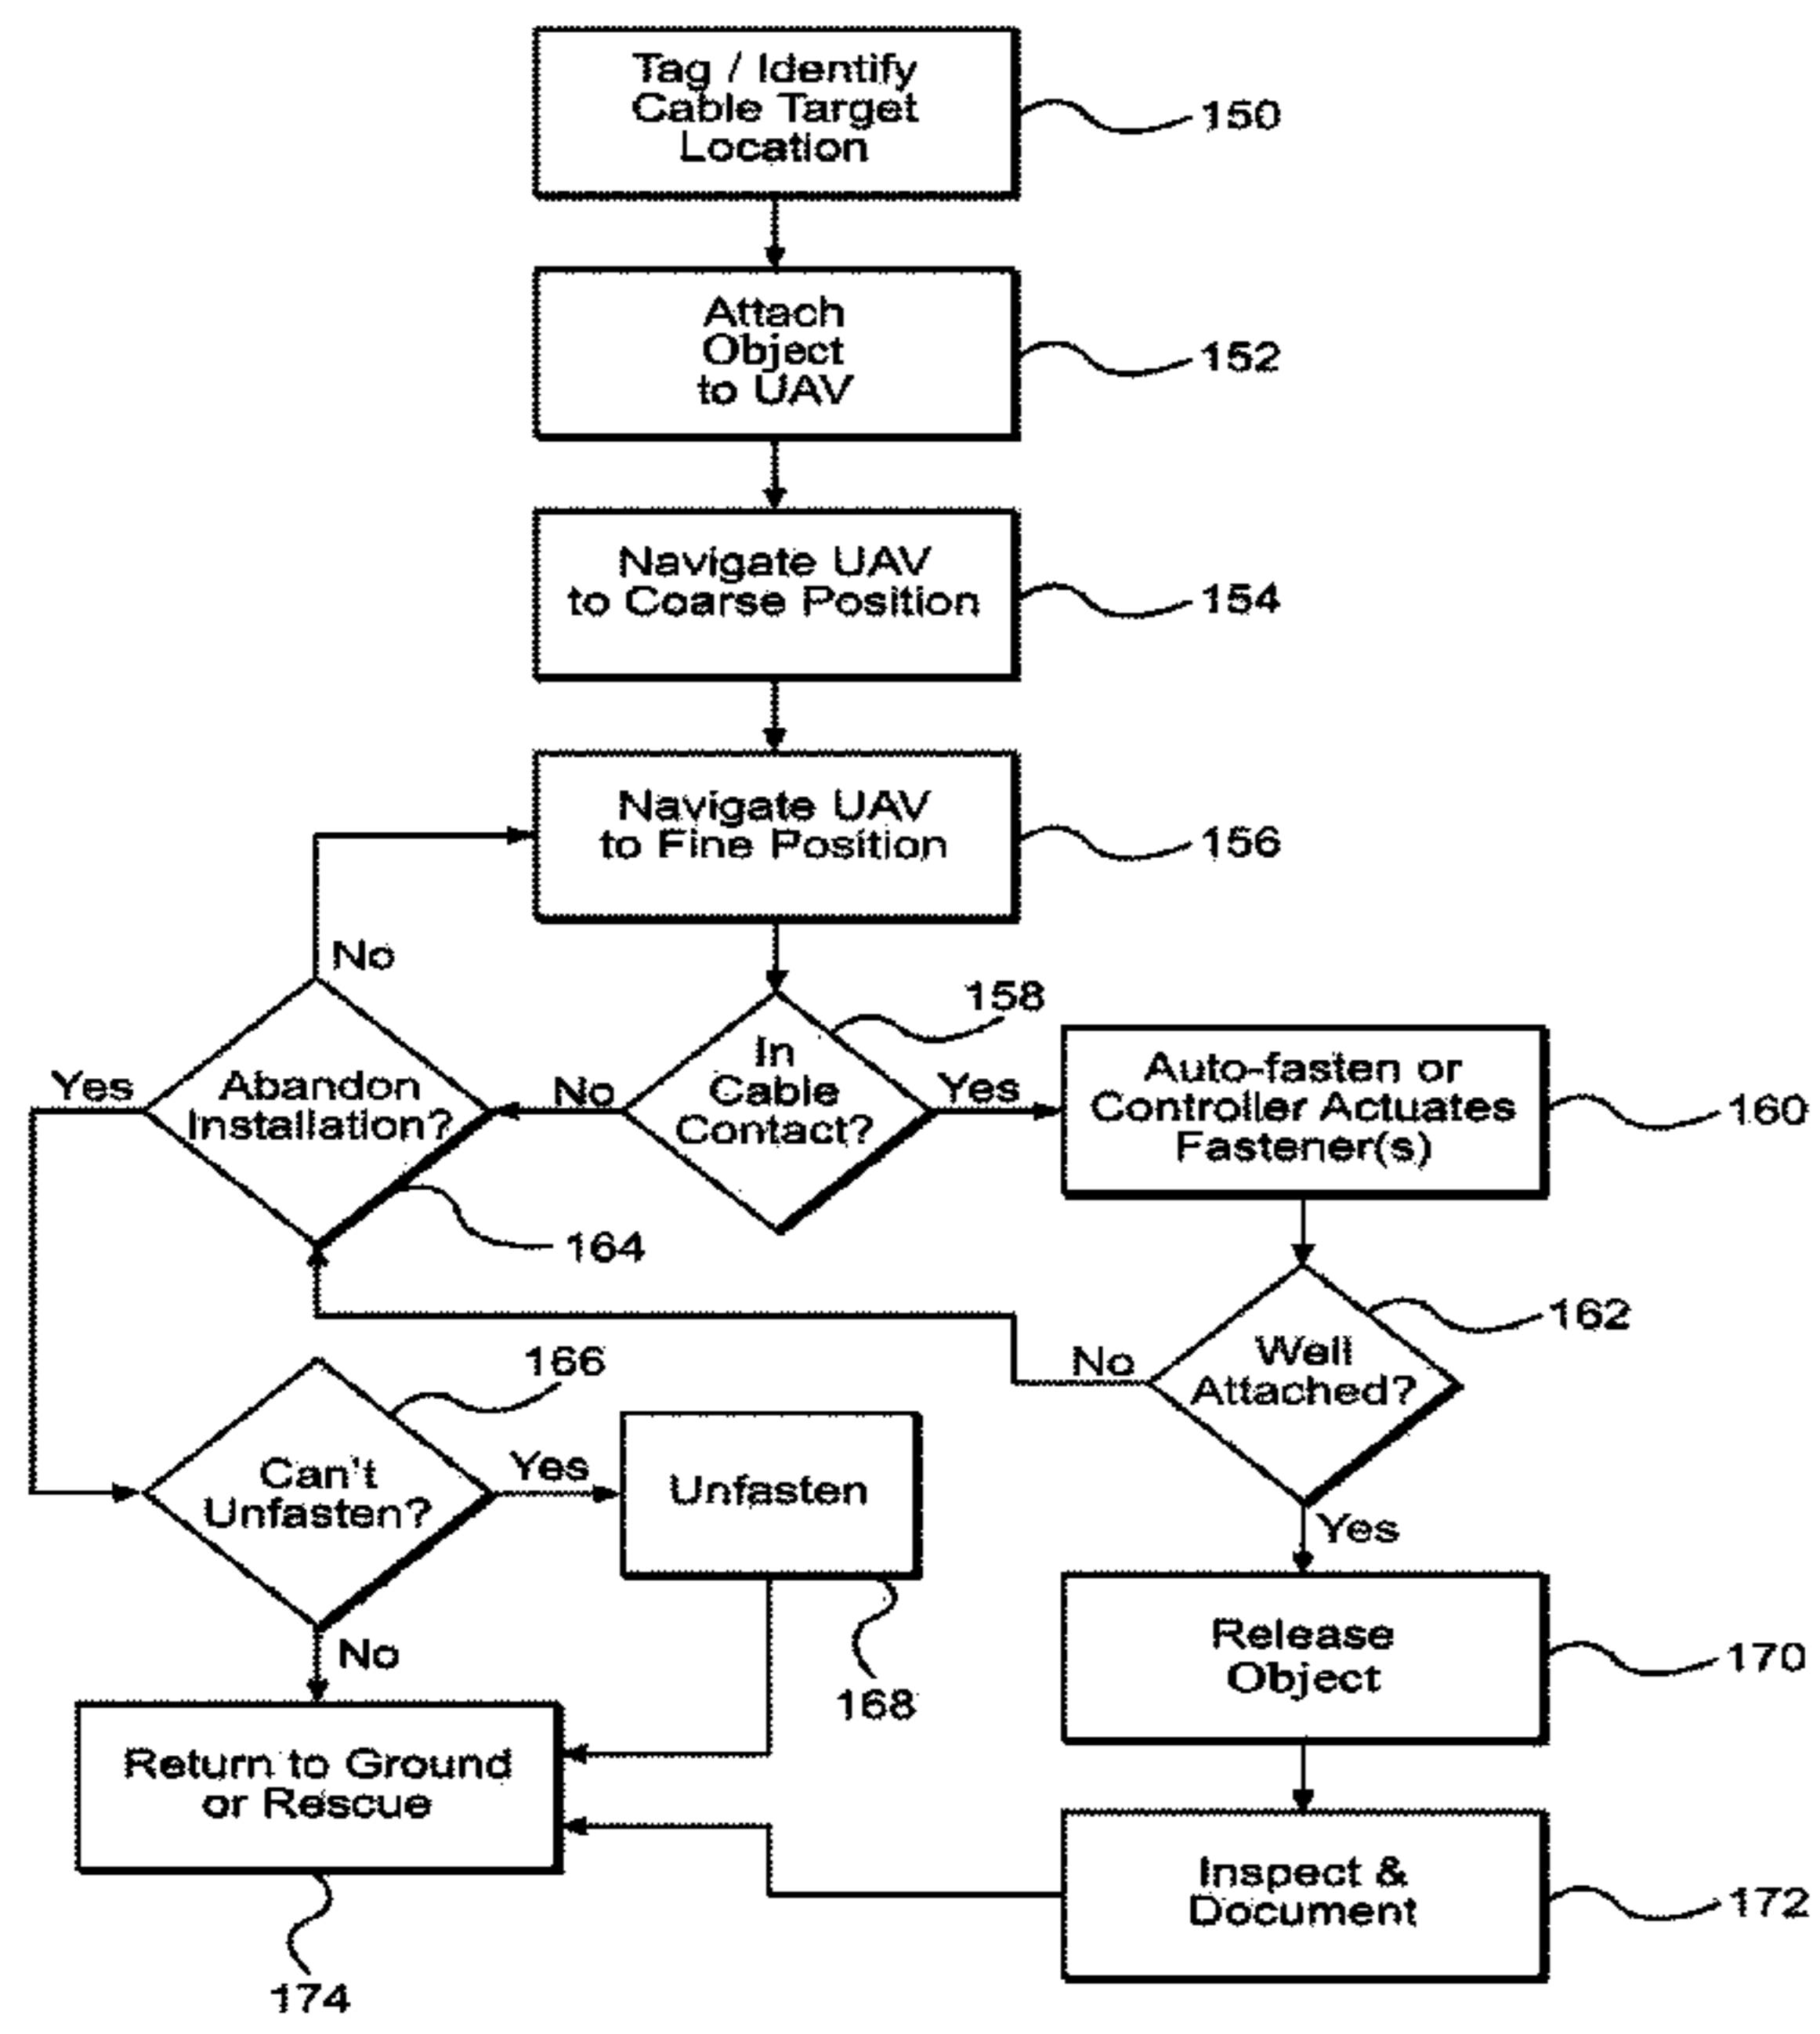 Tag / Identify
Cable Target
Location
150
Attach
Object
to UAV
152
Navigate UAV
to Coarse Position
154
Navigate UAV
to Fine Position
156
No
158
Yes
Abandon
Installation?
No
In
Cable
Contact?
Yes
Auto-fasten or
Controller Actuates
Fastener(s)
160
164
162
No
Well
Attached?
166
Can't
Unfasten?
Yes
Unfasten
Yes
No
168
Release
Object
170
Return to Ground
or Rescue
Inspect &
Document
172
174